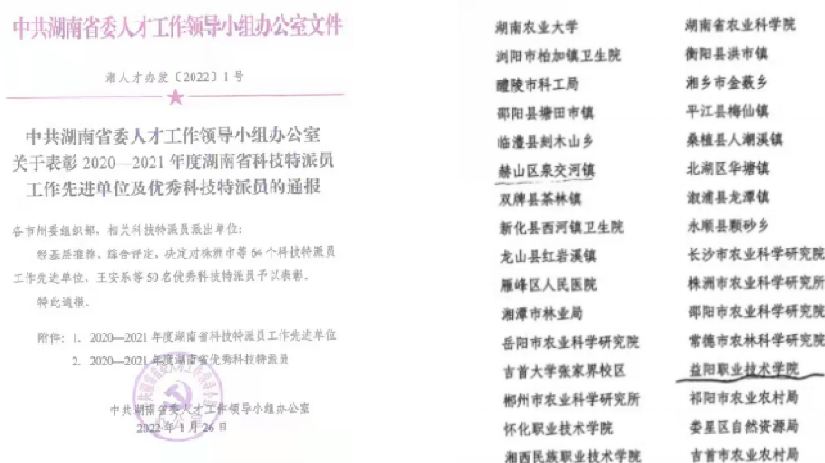 中共湖南省委人才工作领导小组办公室文件
湘人才办发〔2022〕1号
中共湖南省委人才工作领导小组办公室
关于表彰2020—2021年度湖南省科技特派员
工作先进单位及优秀科技特派员的通报
各市州委组织部，相关科技特派员派出单位：
经基层推荐、综合评定，决定对株洲市等64个科技特派员
工作先进单位、王安乐等50名优秀科技特派员予以表彰。
特此通报。
附件：1. 2020—2021年度湖南省科技特派员工作先进单位
2. 2020—2021年度湖南省优秀科技特派员
中共湖南省委人才工作领导小组办公室
2022年1月26日
湖南农业大学
湖南省农业科学院
浏阳市柏加镇卫生院
衡阳县洪市镇
醴陵市科工局
湘乡市金薮乡
邵阳县塘田市镇
平江县梅仙镇
临澧县刻木山乡
桑植县人潮溪镇
赫山区泉交河镇
北湖区华塘镇
双牌县茶林镇
溆浦县龙潭镇
新化县西河镇卫生院
永顺县颗砂乡
龙山县红岩溪镇
长沙市农业科学研究院
雁峰区人民医院
株洲市农业科学研究所
湘潭市林业局
邵阳市农业科学研究院
岳阳市农业科学研究院
常德市农林科学研究院
吉首大学张家界校区
益阳职业技术学院
郴州市农业科学研究所
祁阳市农业农村局
怀化职业技术学院
娄星区自然资源局
湘西民族职业技术学院
吉首市农业农村局